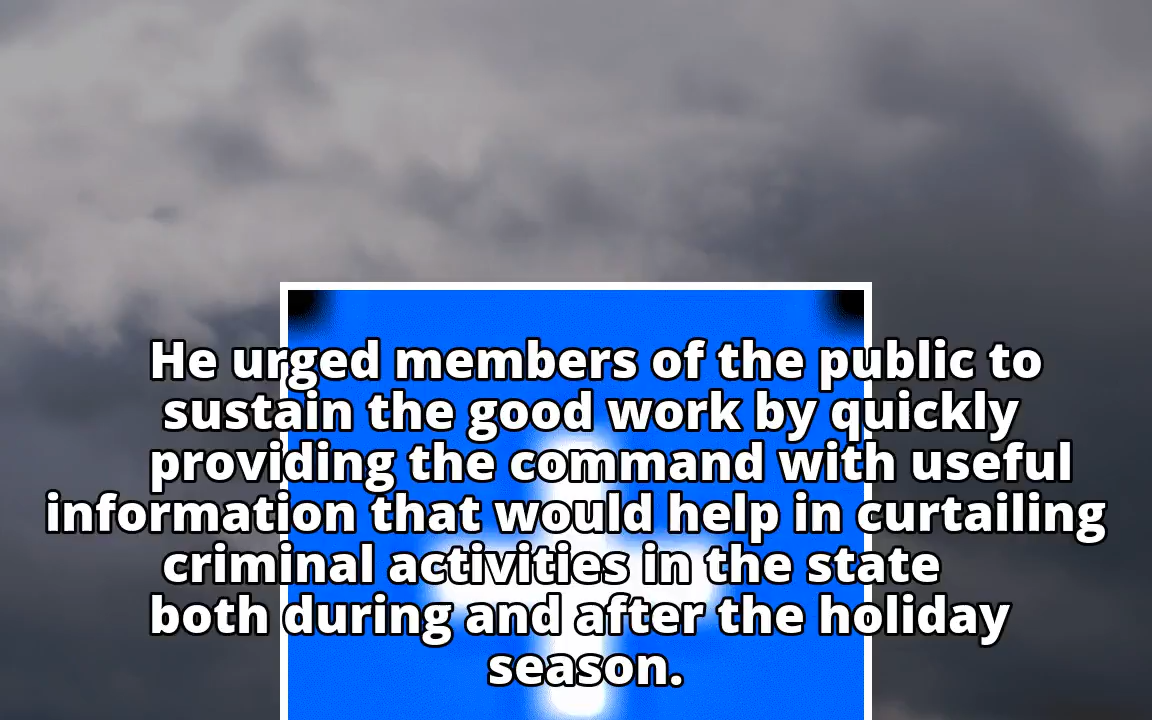 He urged members of the public to
sustain the good work by quickly
providing the command with useful
information that would help in curtailing
criminal activities in the state
both during and after the holiday
season.